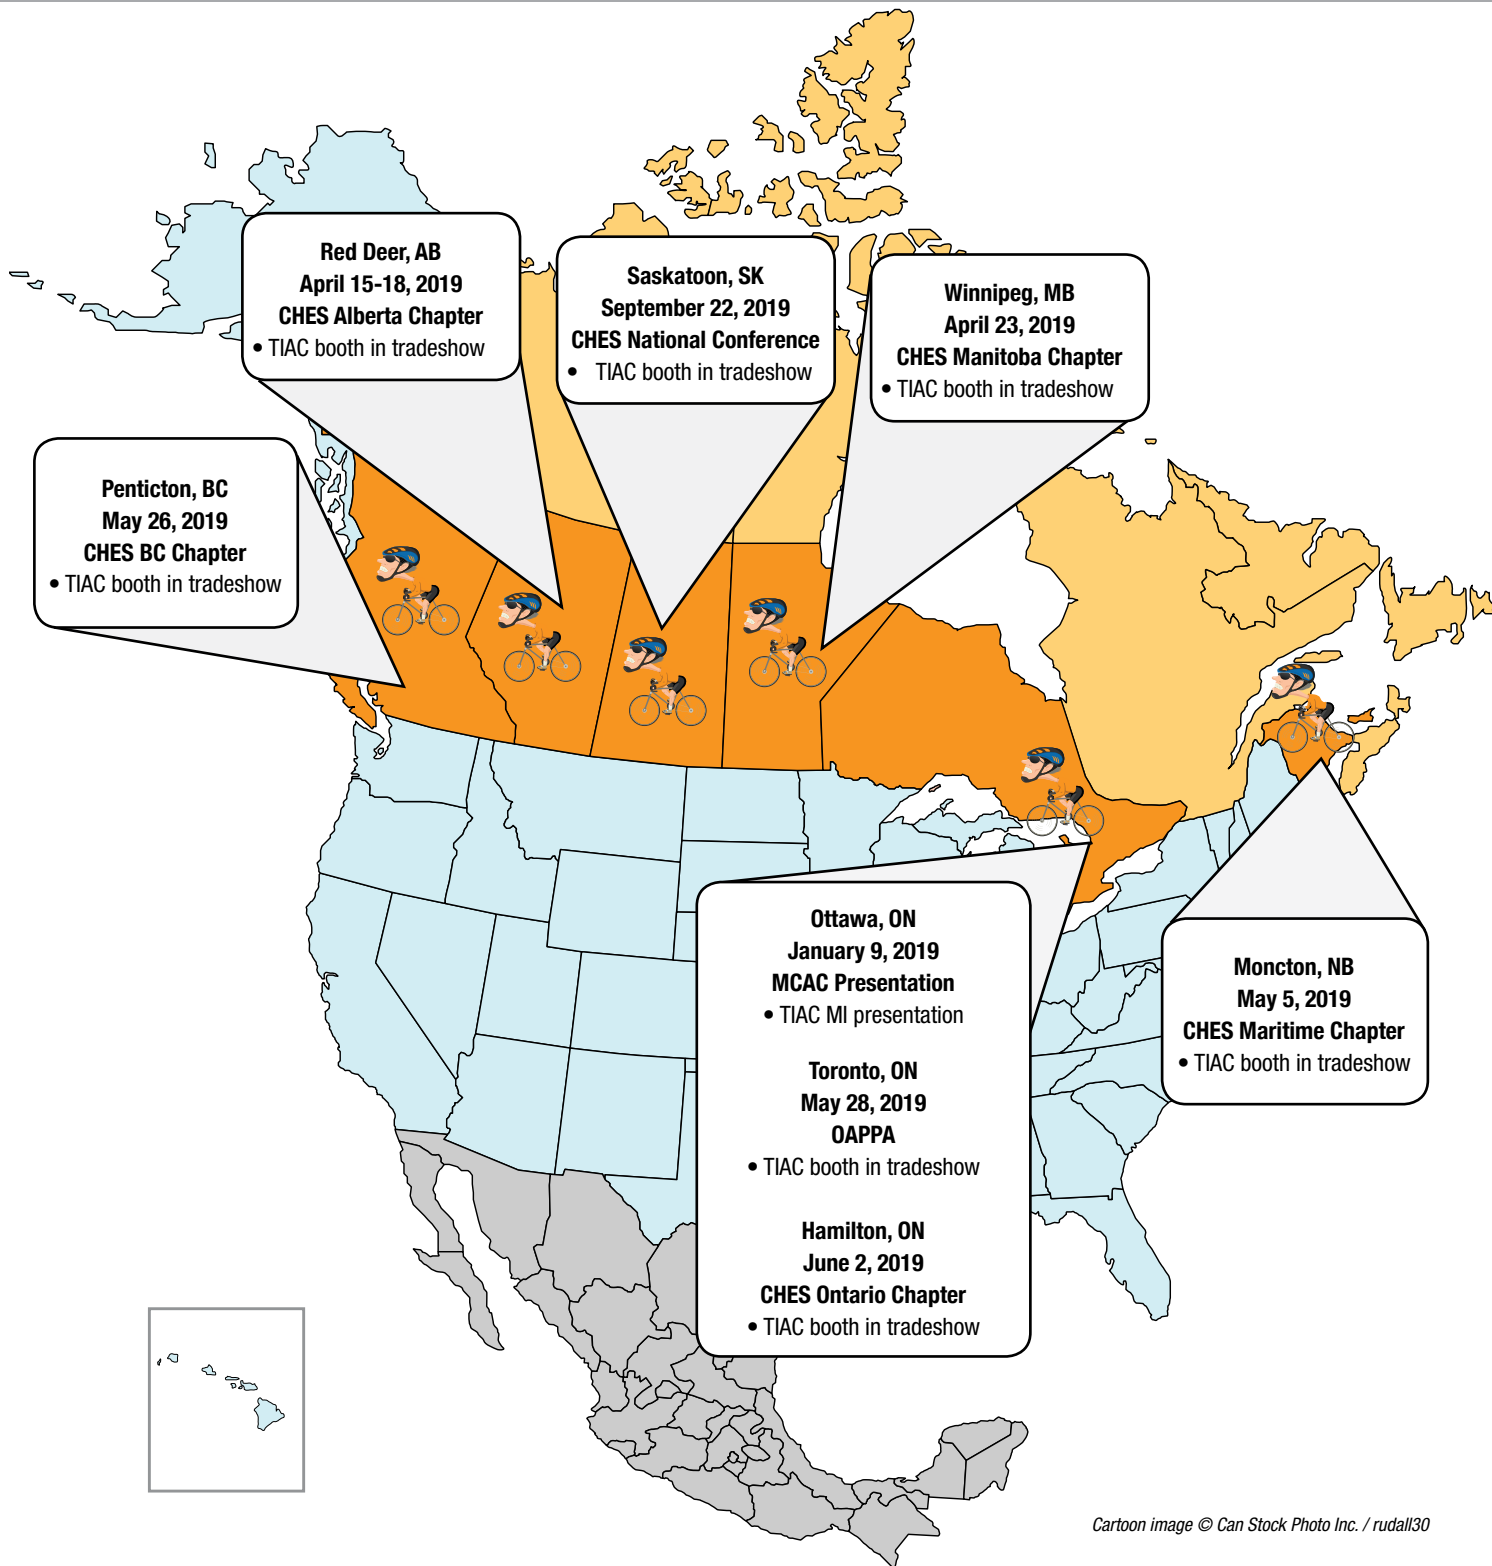 Red Deer, AB
April 15-18, 2019
CHES Alberta Chapter
• TIAC booth in tradeshow
Saskatoon, SK
September 22, 2019
CHES National Conference
• TIAC booth in tradeshow
Winnipeg, MB
April 23, 2019
CHES Manitoba Chapter
• TIAC booth in tradeshow
Penticton, BC
May 26, 2019
CHES BC Chapter
• TIAC booth in tradeshow
Ottawa, ON
January 9, 2019
MCAC Presentation
• TIAC MI presentation
Toronto, ON
May 28, 2019
OAPPA
• TIAC booth in tradeshow
Hamilton, ON
June 2, 2019
CHES Ontario Chapter
• TIAC booth in tradeshow
Moncton, NB
May 5, 2019
CHES Maritime Chapter
• TIAC booth in tradeshow
Cartoon image © Can Stock Photo Inc. / rudall30